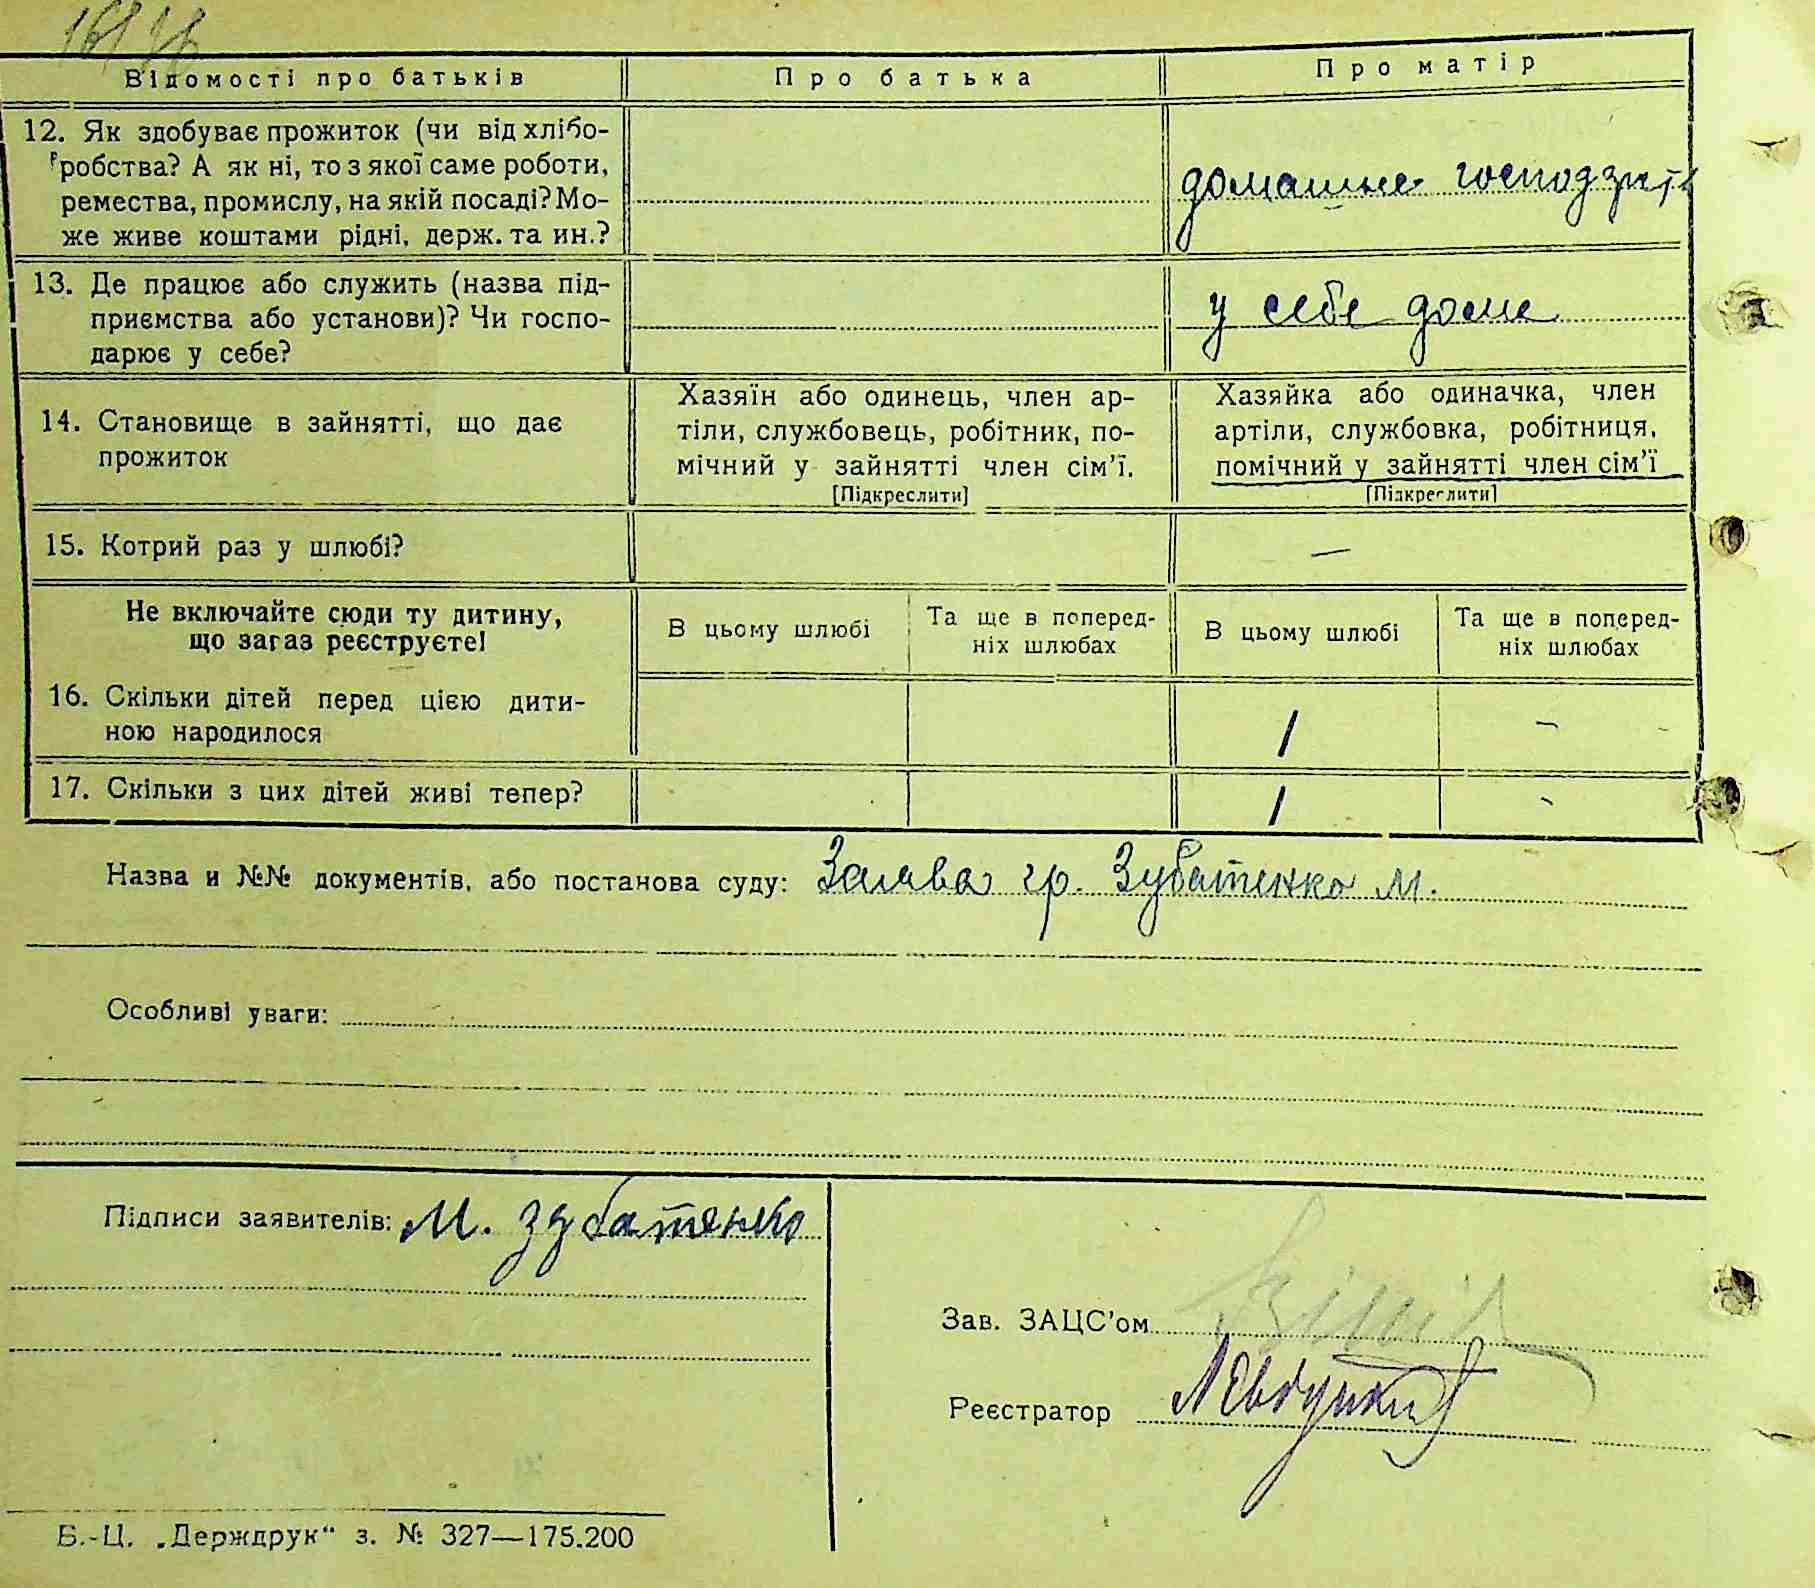 Відомості про батьків
Про батька
Про матір
12. Як здобуває прожиток (чи від хлібо-
робства? А як ні, то з якої саме роботи,
ремества, промислу, на якій посаді? Мо-
же живе коштами рідні, держ. та ин.?
домашнє
13. Де працює або служить (назва під-
приємства або установи)? Чи госпо-
дарює у себе?
у себе доме
14. Становище в зайнятті, що дає
прожиток
Хазяїн або одинець, член ар-
тіли, службовець, робітник, по-
мічний у зайнятті член сім'ї.
[Підкреслити]
Хазяйка або одиначка, член
артіли, службовка, робітниця,
помічний у зайнятті член сім'ї
[Підкреслити]
15. Котрий раз у шлюбі?
—
Не включайте сюди ту дитину,
що загаз реєструєте!
В цьому шлюбі
Та ще в поперед-
ніх шлюбах
В цьому шлюбі
Та ще в поперед-
ніх шлюбах
16. Скільки дітей перед цією дити-
ною народилося
1
-
17. Скільки з цих дітей живі тепер?
1
-
Назва и №№ документів, або постанова суду: Заява гр. Зубатенко М.
Особливі уваги:
Підписи заявителів: М. Зубатенко
Зав. ЗАЦС'ом
Реєстратор
Б.-Ц. „Держдрук“ з. № 327—175.200